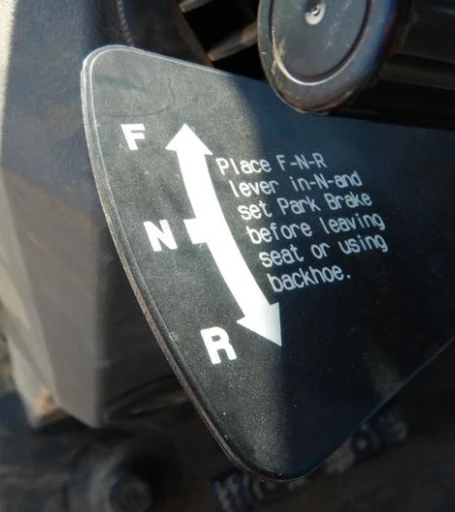 F
N
R
Place F-N-R
lever in-N-and
set Park Brake
before leaving
seat or using
backhoe.